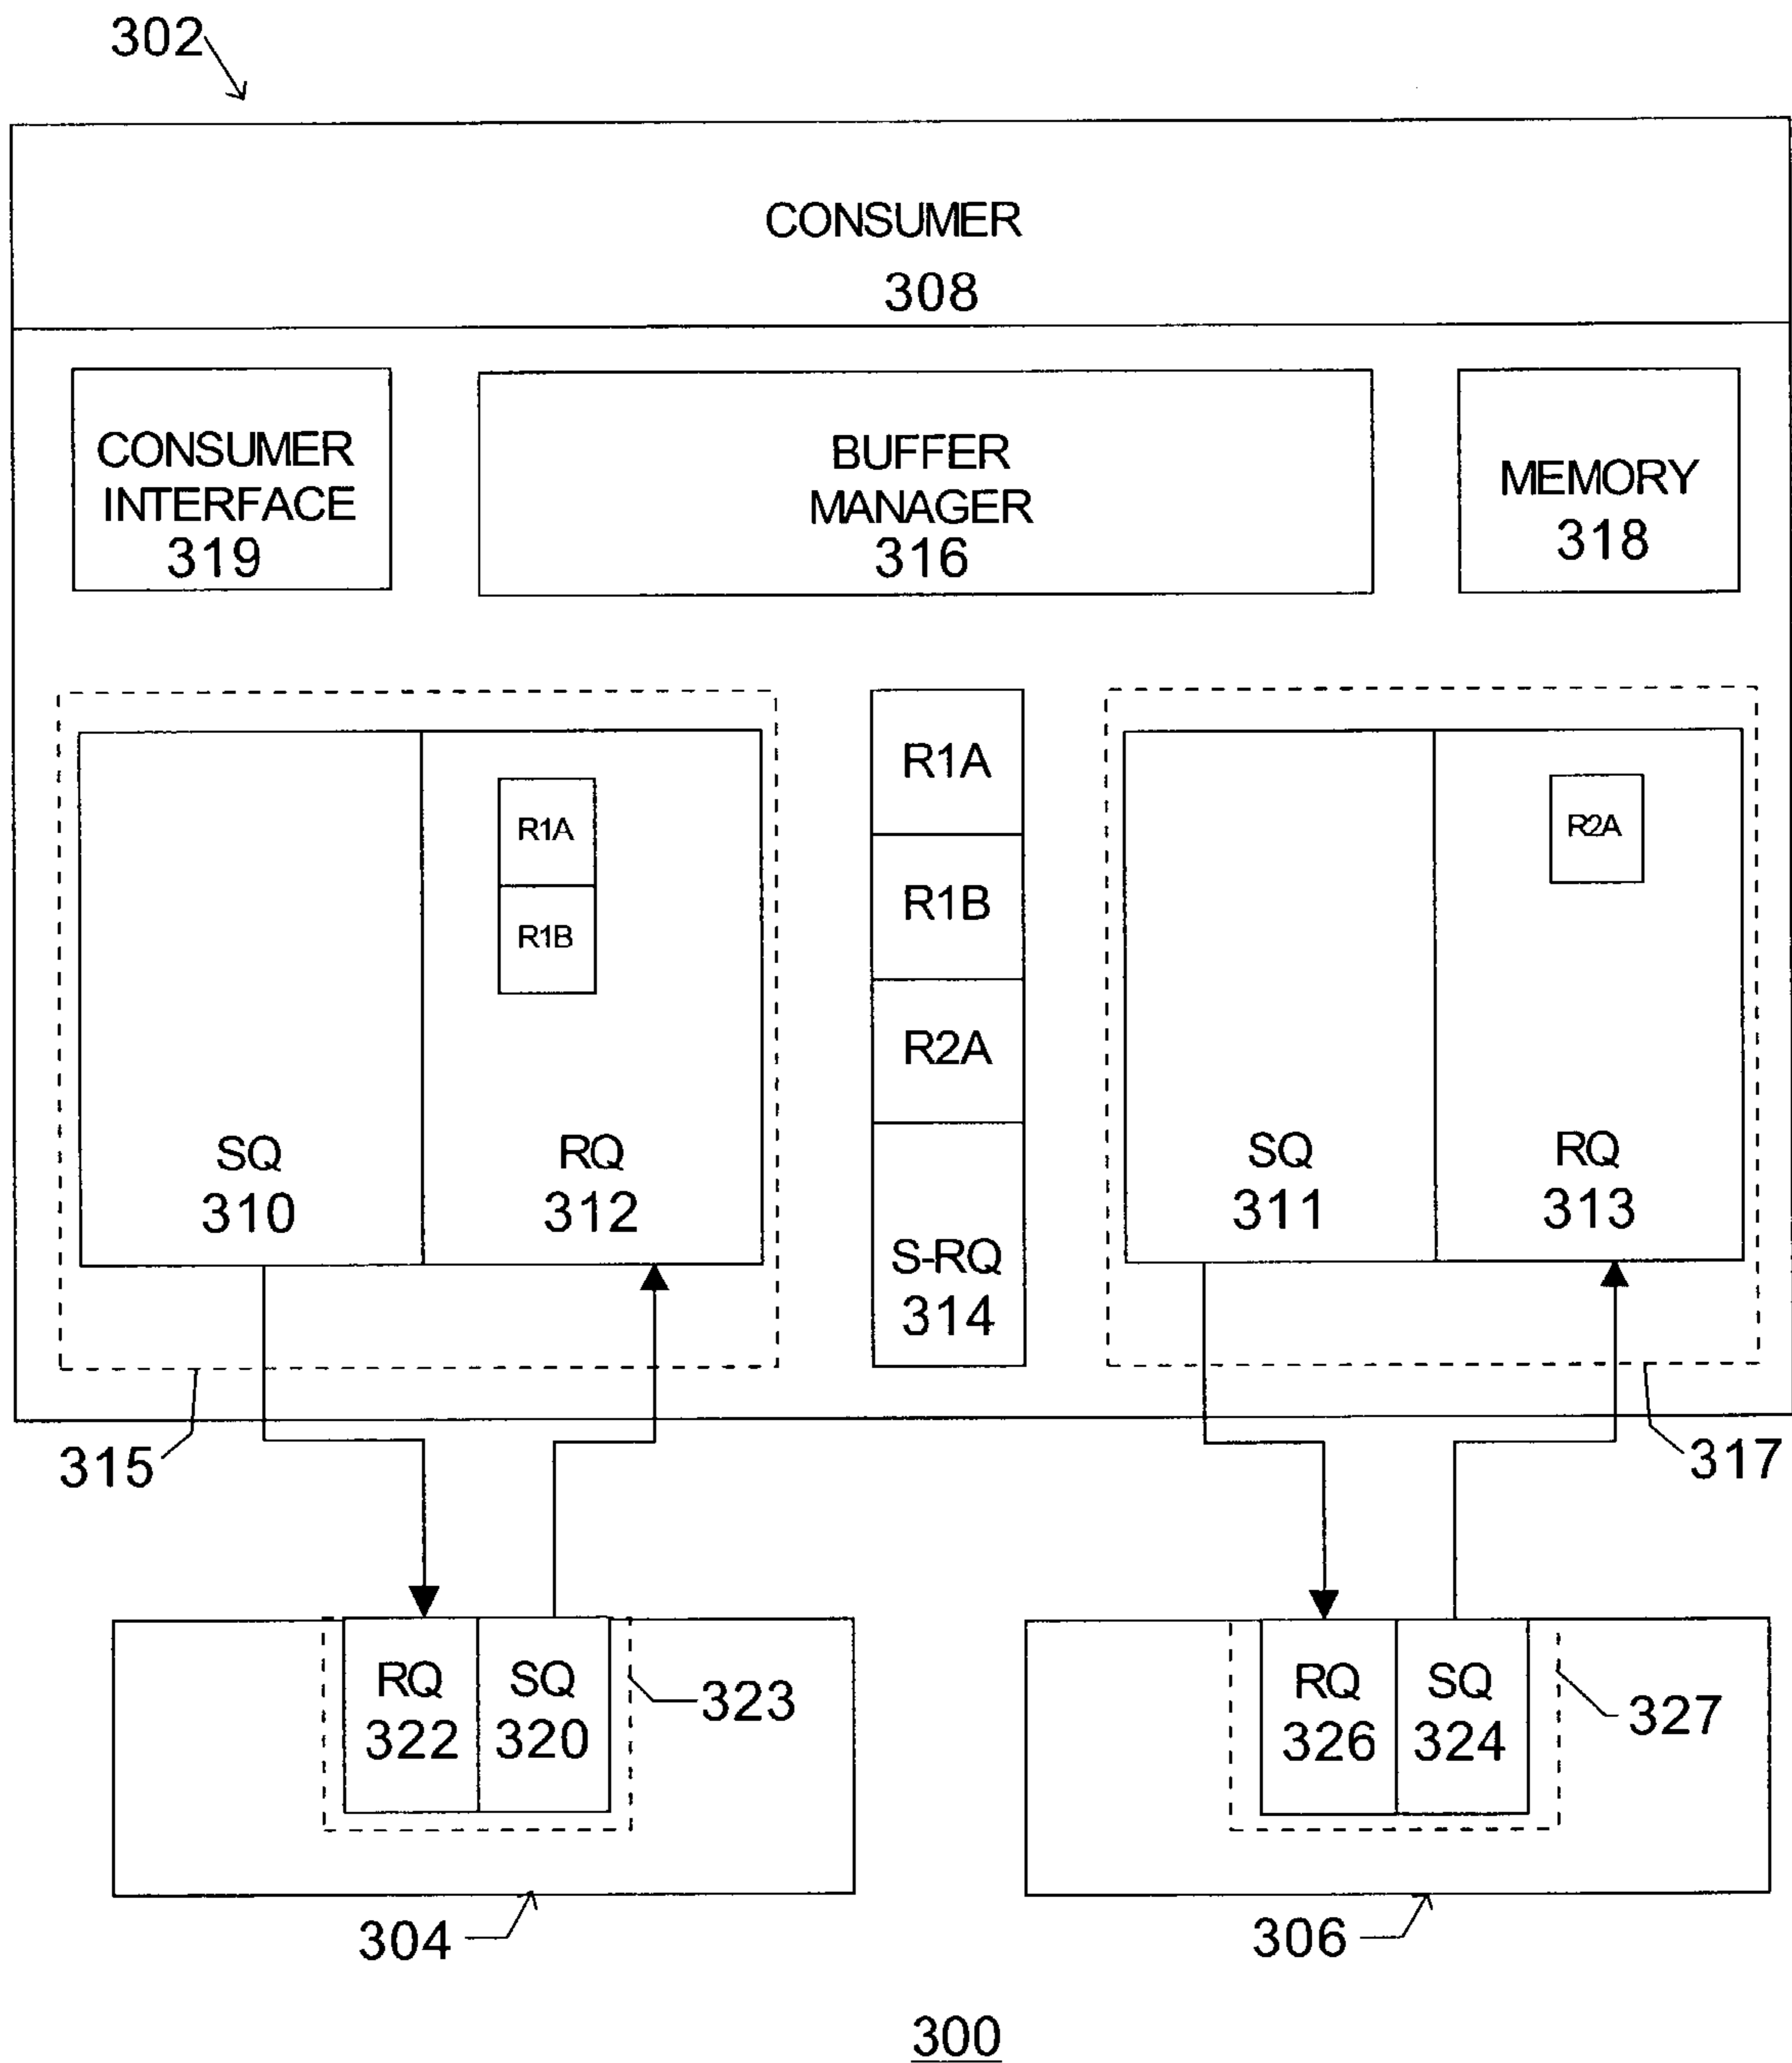 302
CONSUMER
308
CONSUMER
INTERFACE
319
BUFFER
MANAGER
316
MEMORY
318
R1A
R1B
SQ
310
RQ
312
R1A
R1B
R2A
S-RQ
314
R2A
SQ
311
RQ
313
315
317
RQ
322
SQ
320
323
RQ
326
SQ
324
327
304
306
300